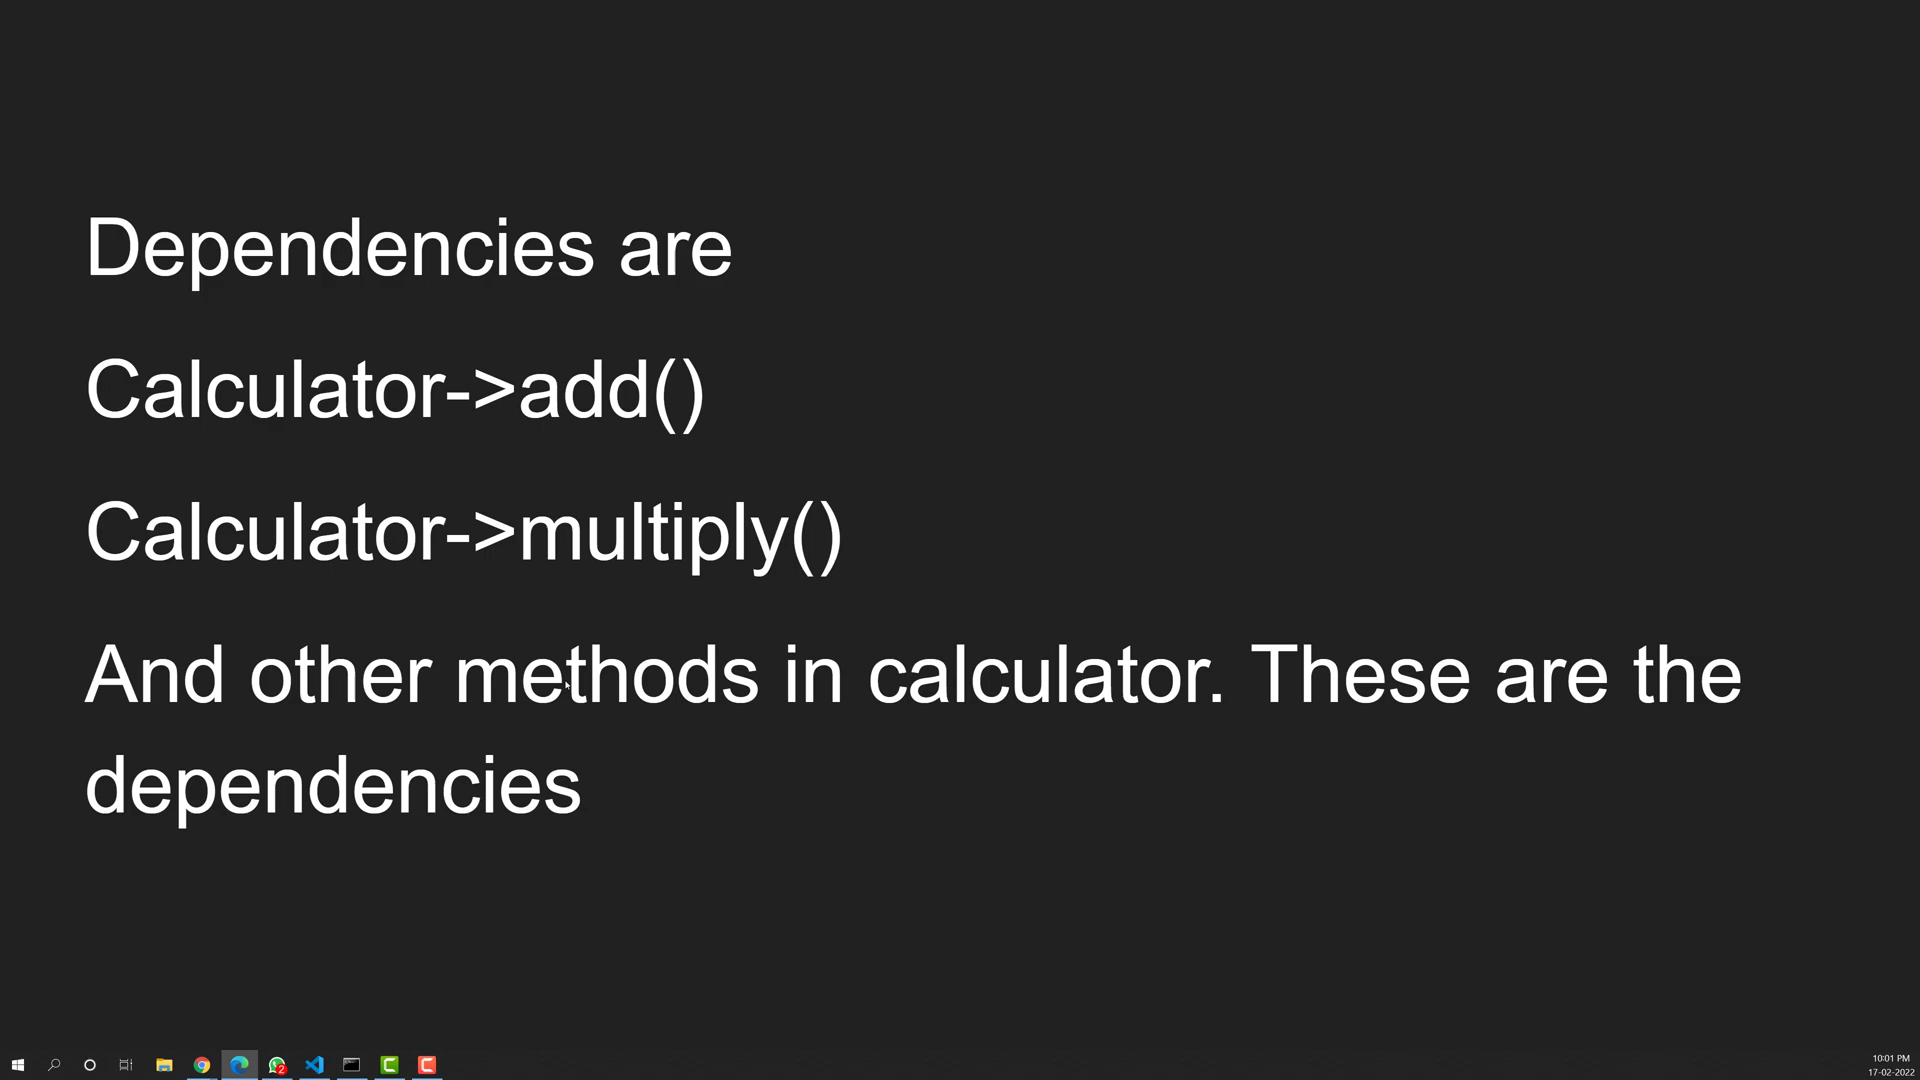 Dependencies are
Calculator->add()
Calculator->multiply()
And other methods in calculator. These are the
dependencies
2
10:01 PM
17-02-2022